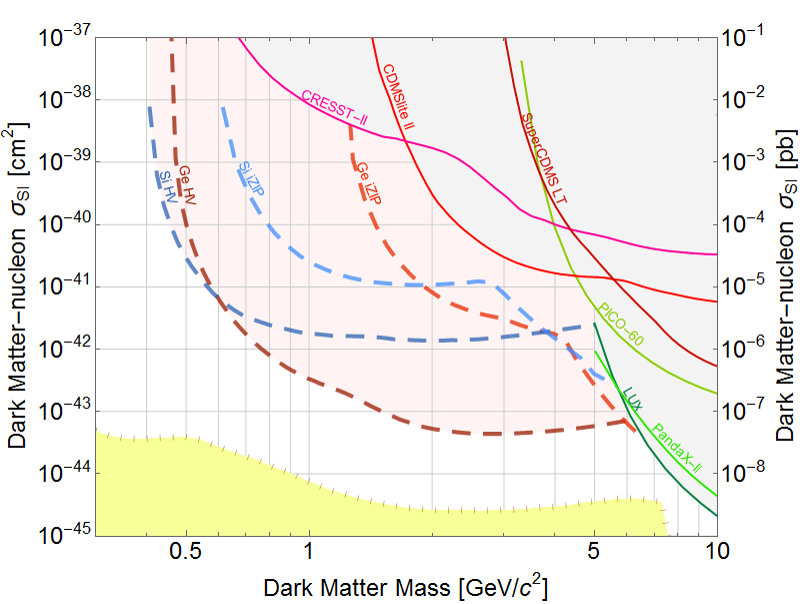 10⁻³⁷
10⁻³⁸
10⁻³⁹
10⁻⁴⁰
10⁻⁴¹
10⁻⁴²
10⁻⁴³
10⁻⁴⁴
10⁻⁴⁵
Dark Matter−nucleon σSI [cm²]
CRESST−II
CDMSlite II
SuperCDMS LT
Si HV
Ge HV
Si iZIP
Ge iZIP
PICO−60
LUX
PandaX−II
10⁻¹
10⁻²
10⁻³
10⁻⁴
10⁻⁵
10⁻⁶
10⁻⁷
10⁻⁸
Dark Matter−nucleon σSI [pb]
0.5 1 5 10
Dark Matter Mass [GeV/c²]